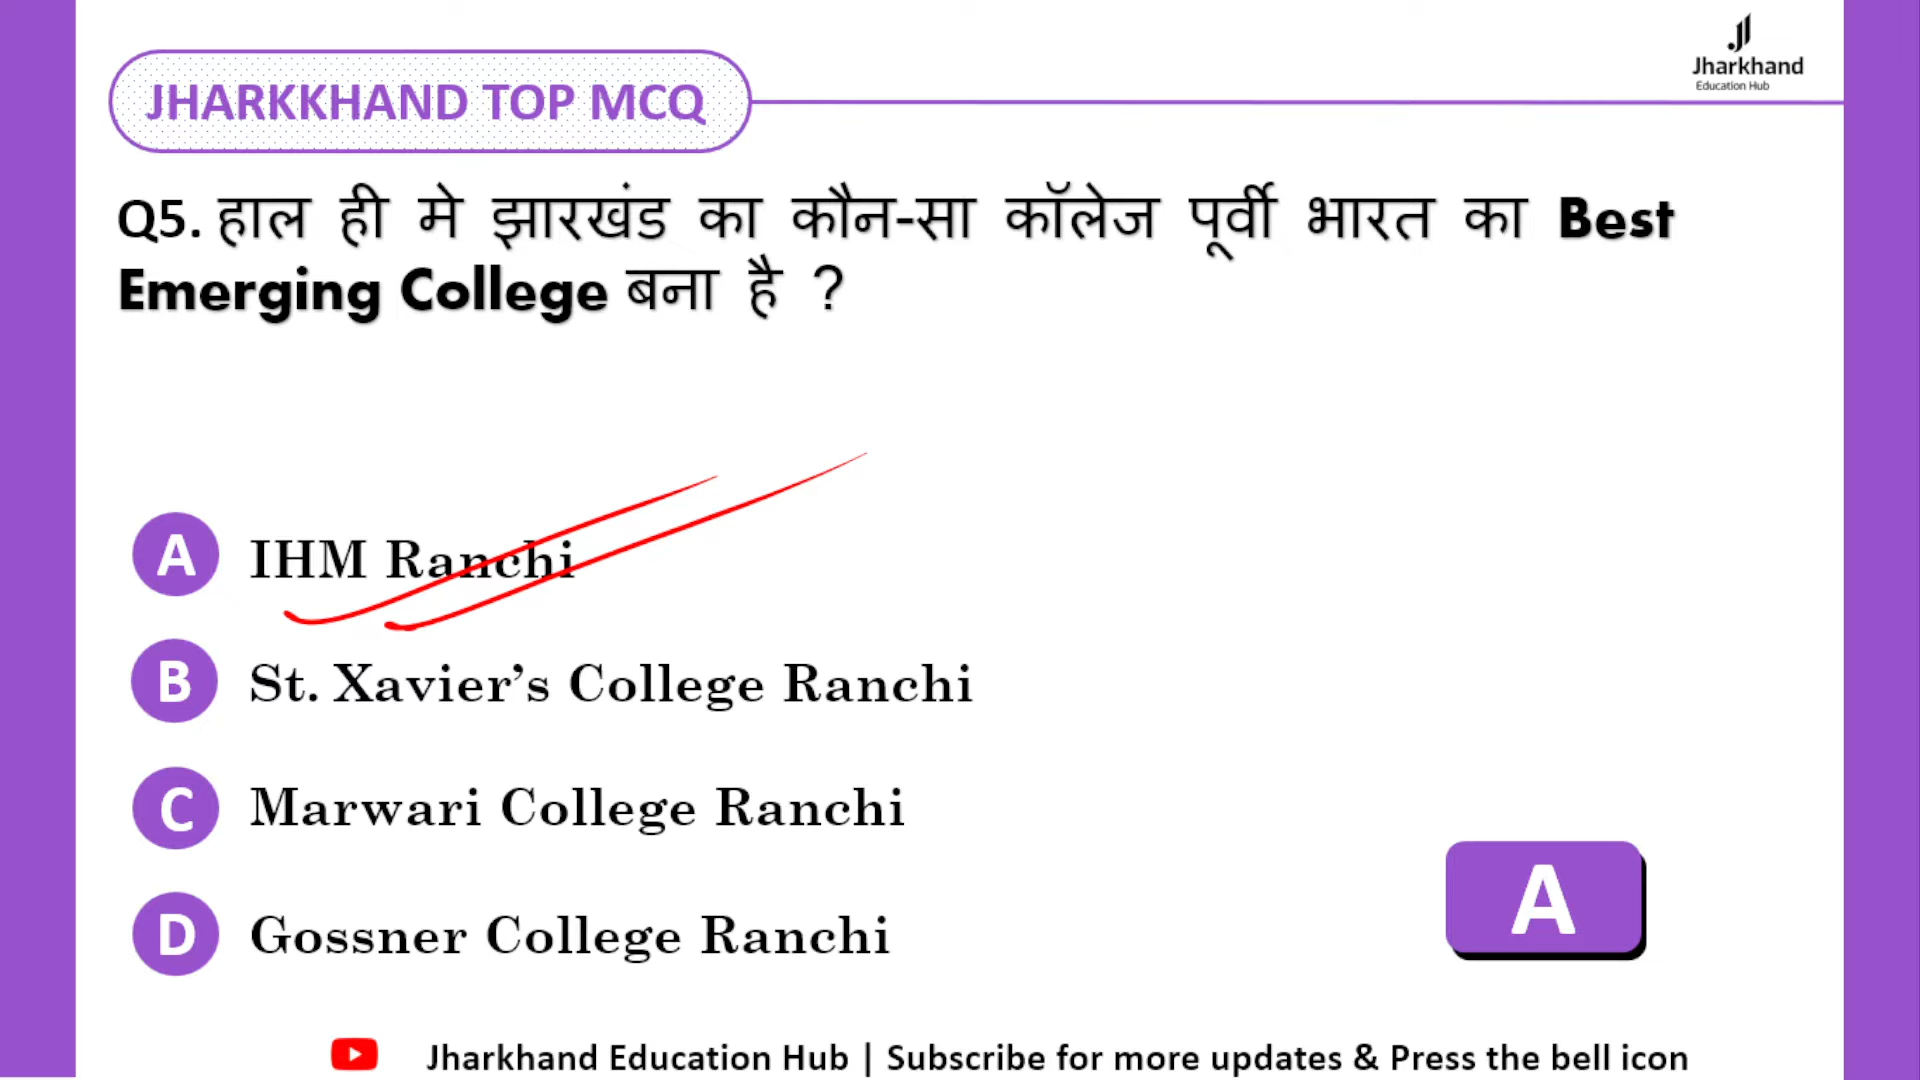 Jharkhand
Education Hub
JHARKKHAND TOP MCQ
Q5. हाल ही मे झारखंड का कौन-सा कॉलेज पूर्वी भारत का Best
Emerging College बना है ?
A IHM Ranchi
B St. Xavier’s College Ranchi
C Marwari College Ranchi
D Gossner College Ranchi
A
Jharkhand Education Hub | Subscribe for more updates & Press the bell icon